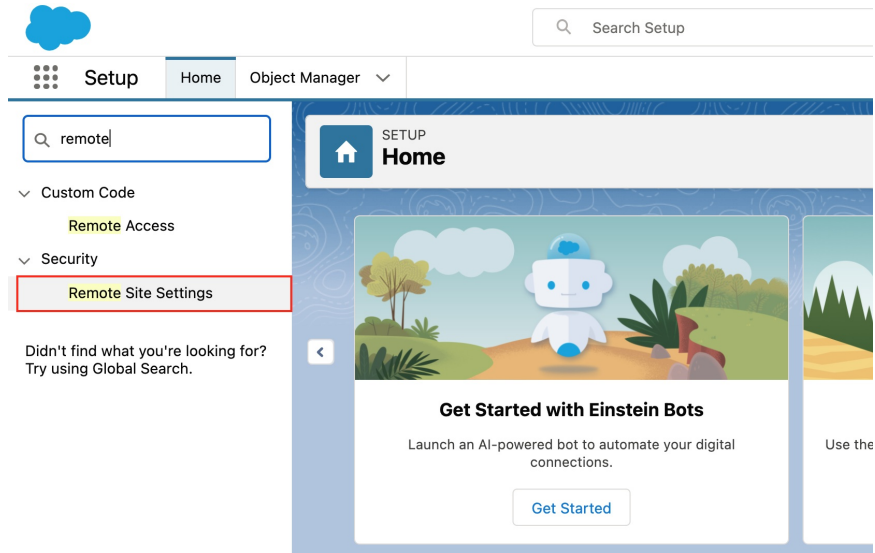 Search Setup
Setup
Home
Object Manager
remote
Custom Code
Remote Access
Security
Remote Site Settings
Didn't find what you're looking for?
Try using Global Search.
SETUP
Home
Get Started with Einstein Bots
Launch an AI-powered bot to automate your digital
connections.
Get Started
Use the